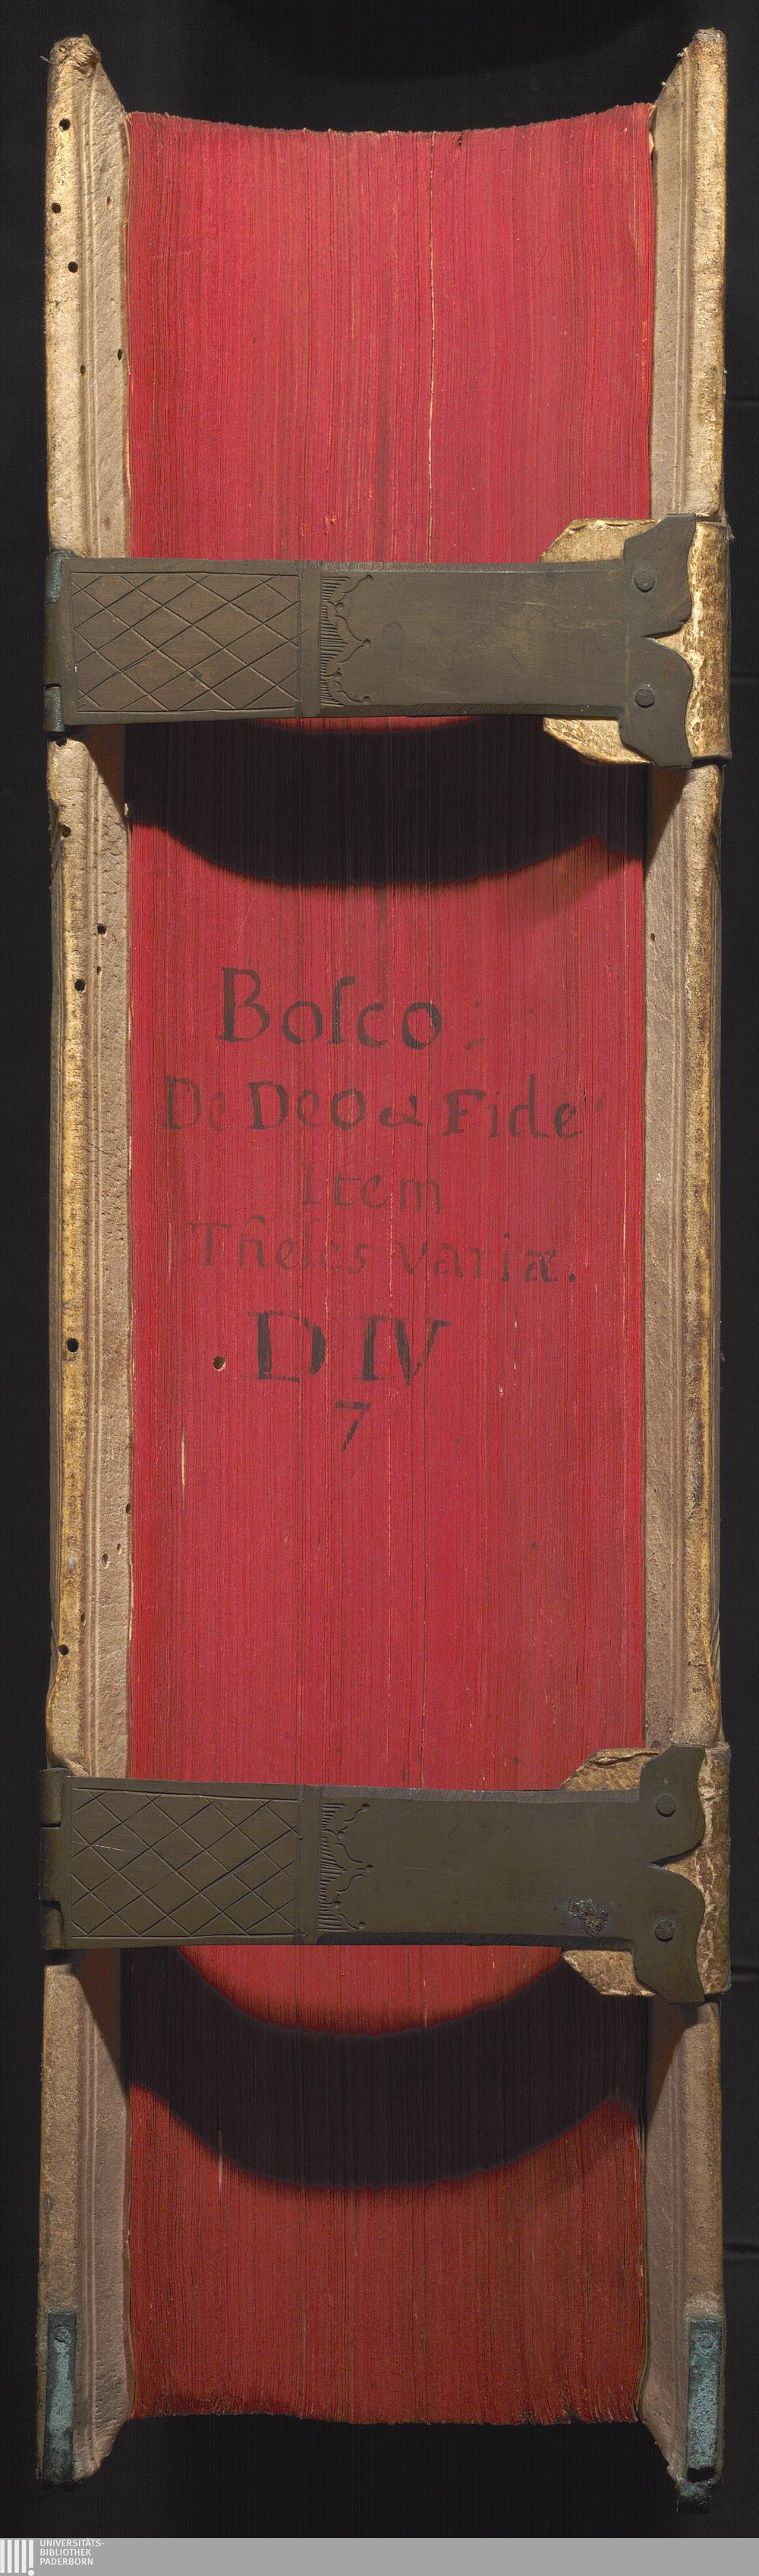 Boſco :
De Deo & Fide
Item
Theſes variæ.
D IV
7
UNIVERSITÄTS-
BIBLIOTHEK
PADERBORN